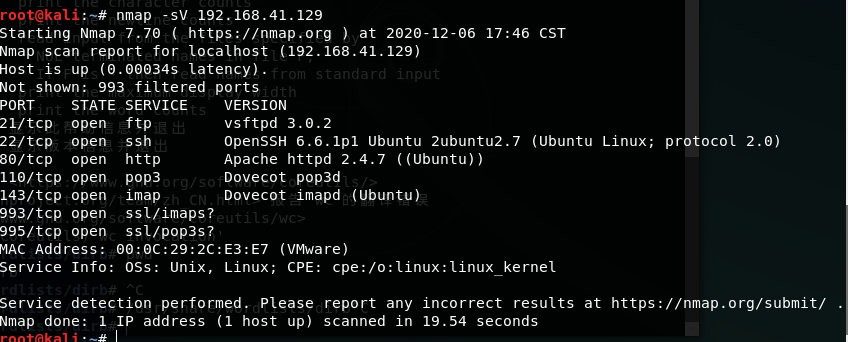 root@kali:~# nmap -sV 192.168.41.129
Starting Nmap 7.70 ( https://nmap.org ) at 2020-12-06 17:46 CST
Nmap scan report for localhost (192.168.41.129)
Host is up (0.00034s latency).
Not shown: 993 filtered ports
PORT    STATE SERVICE    VERSION
21/tcp  open  ftp        vsftpd 3.0.2
22/tcp  open  ssh        OpenSSH 6.6.1p1 Ubuntu 2ubuntu2.7 (Ubuntu Linux; protocol 2.0)
80/tcp  open  http       Apache httpd 2.4.7 ((Ubuntu))
110/tcp open  pop3       Dovecot pop3d
143/tcp open  imap       Dovecot imapd (Ubuntu)
993/tcp open  ssl/imaps?
995/tcp open  ssl/pop3s?
MAC Address: 00:0C:29:2C:E3:E7 (VMware)
Service Info: OSs: Unix, Linux; CPE: cpe:/o:linux:linux_kernel

Service detection performed. Please report any incorrect results at https://nmap.org/submit/ .
Nmap done: 1 IP address (1 host up) scanned in 19.54 seconds
root@kali:~#